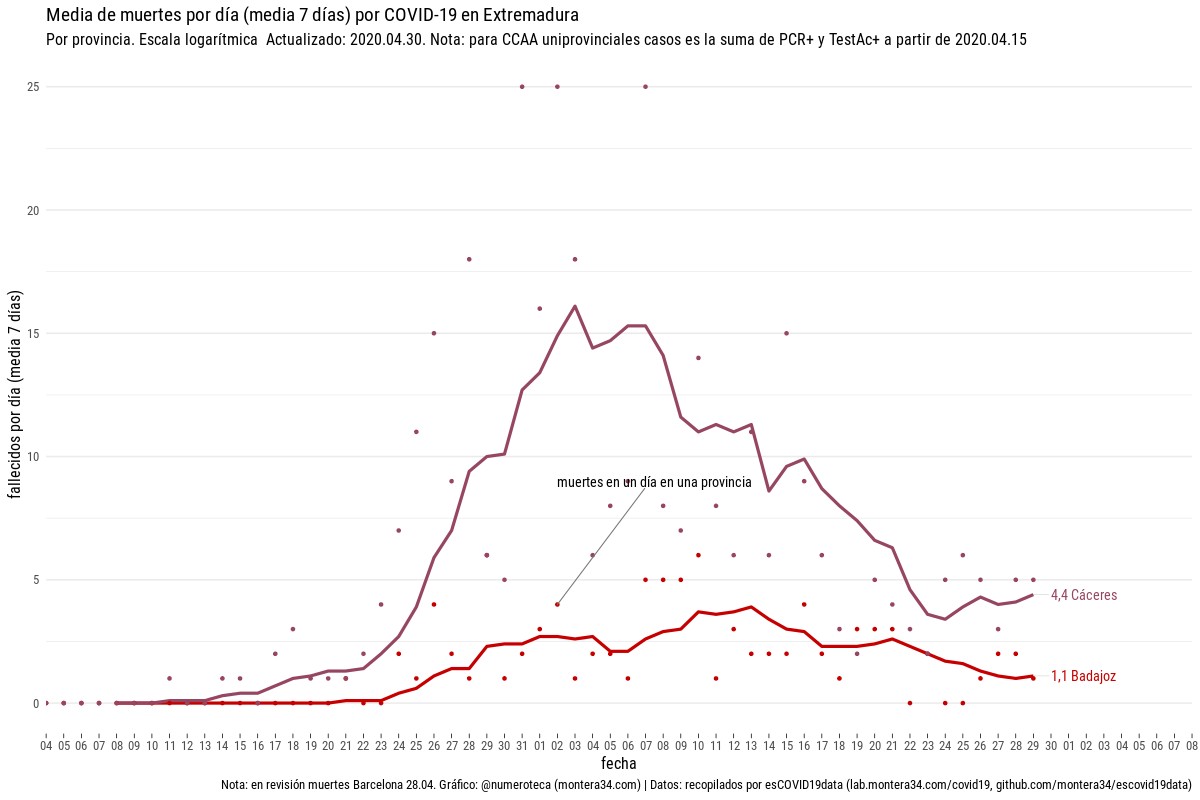 Media de muertes por día (media 7 días) por COVID-19 en Extremadura
Por provincia. Escala logarítmica  Actualizado: 2020.04.30. Nota: para CCAA uniprovinciales casos es la suma de PCR+ y TestAc+ a partir de 2020.04.15
fallecidos por día (media 7 días)
25
20
15
10
5
0
muertes en un día en una provincia
4,4 Cáceres
1,1 Badajoz
04 05 06 07 08 09 10 11 12 13 14 15 16 17 18 19 20 21 22 23 24 25 26 27 28 29 30 31 01 02 03 04 05 06 07 08 09 10 11 12 13 14 15 16 17 18 19 20 21 22 23 24 25 26 27 28 29 30 01 02 03 04 05 06 07 08
fecha
Nota: en revisión muertes Barcelona 28.04. Gráfico: @numeroteca (montera34.com) | Datos: recopilados por esCOVID19data (lab.montera34.com/covid19, github.com/montera34/escovid19data)